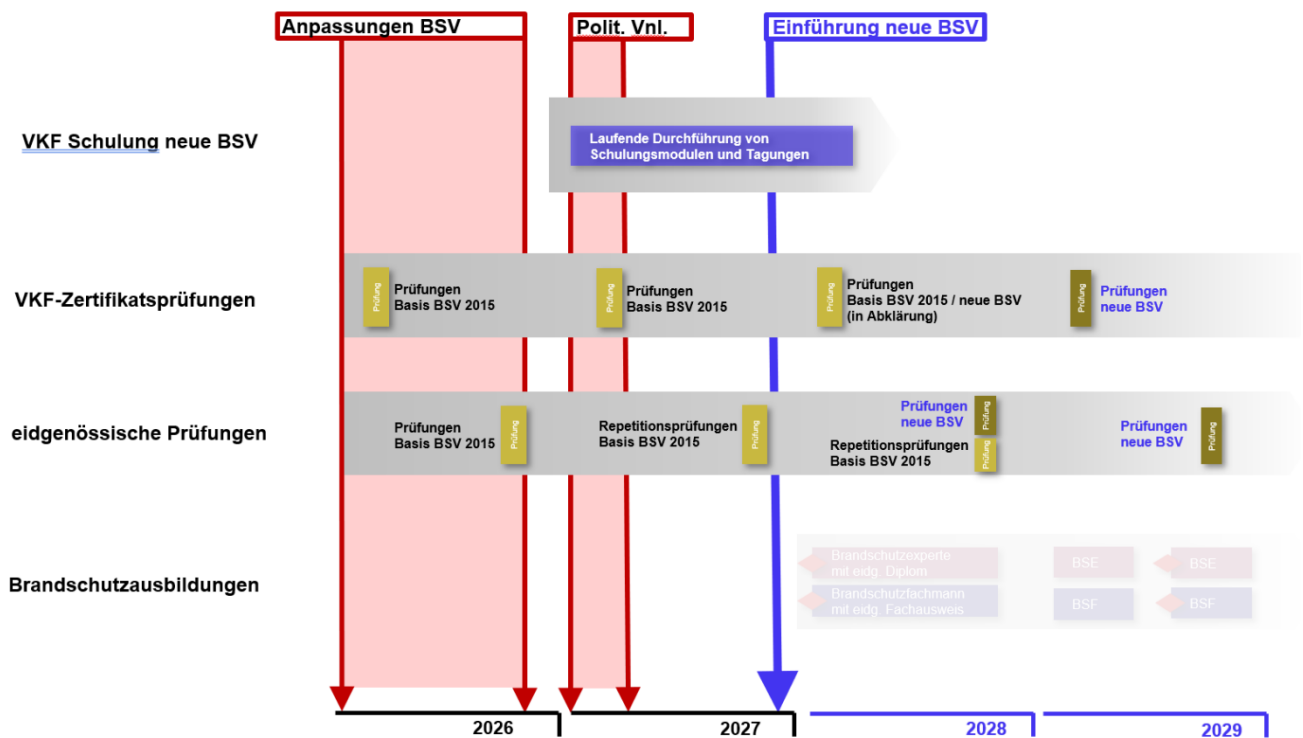 Anpassungen BSV
Polit. Vnl.
Einführung neue BSV
VKF Schulung neue BSV
Laufende Durchführung von
Schulungsmodulen und Tagungen
VKF-Zertifikatsprüfungen
Prüfung
Prüfungen
Basis BSV 2015
Prüfung
Prüfungen
Basis BSV 2015
Prüfung
Prüfungen
Basis BSV 2015 / neue BSV
(in Abklärung)
Prüfung
Prüfungen
neue BSV
eidgenössische Prüfungen
Prüfungen
Basis BSV 2015
Prüfung
Repetitionsprüfungen
Basis BSV 2015
Prüfung
Prüfungen
neue BSV
Prüfung
Repetitionsprüfungen
Basis BSV 2015
Prüfung
Prüfungen
neue BSV
Prüfung
Brandschutzausbildungen
Brandschutzexperte
mit eidg. Diplom
BSE
BSE
Brandschutzfachmann
mit eidg. Fachausweis
BSF
BSF
2026
2027
2028
2029